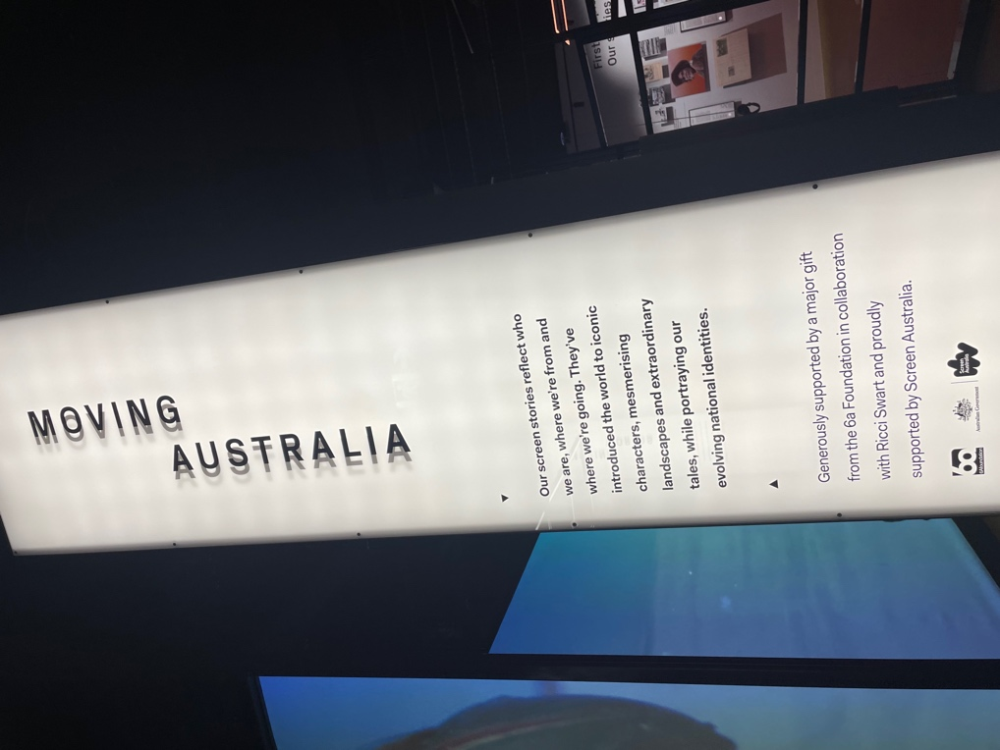 MOVING
AUSTRALIA
Our screen stories reflect who
we are, where we're from and
where we're going. They've
introduced the world to iconic
characters, mesmerising
landscapes and extraordinary
tales, while portraying our
evolving national identities.
Generously supported by a major gift
from the 6a Foundation in collaboration
with Ricci Swart and proudly
supported by Screen Australia.
6a
Foundation
Australian Government
Screen
Australia
First
Our